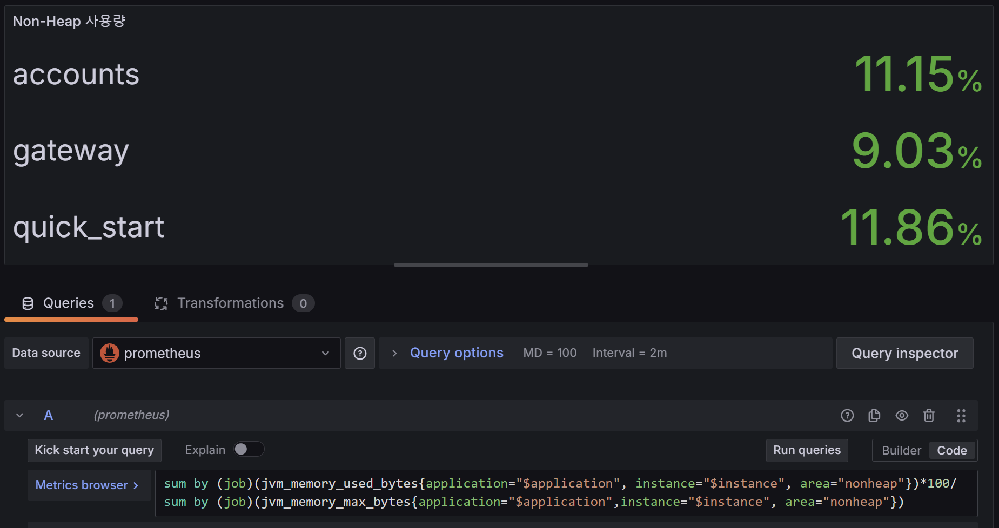 Non-Heap 사용량
accounts 11.15%
gateway 9.03%
quick_start 11.86%
Queries 1 Transformations 0
Data source prometheus Query options MD = 100 Interval = 2m Query inspector
A (prometheus)
Kick start your query Explain Run queries Builder Code
Metrics browser > sum by (job)(jvm_memory_used_bytes{application="$application", instance="$instance", area="nonheap"})*100/
sum by (job)(jvm_memory_max_bytes{application="$application",instance="$instance", area="nonheap"})